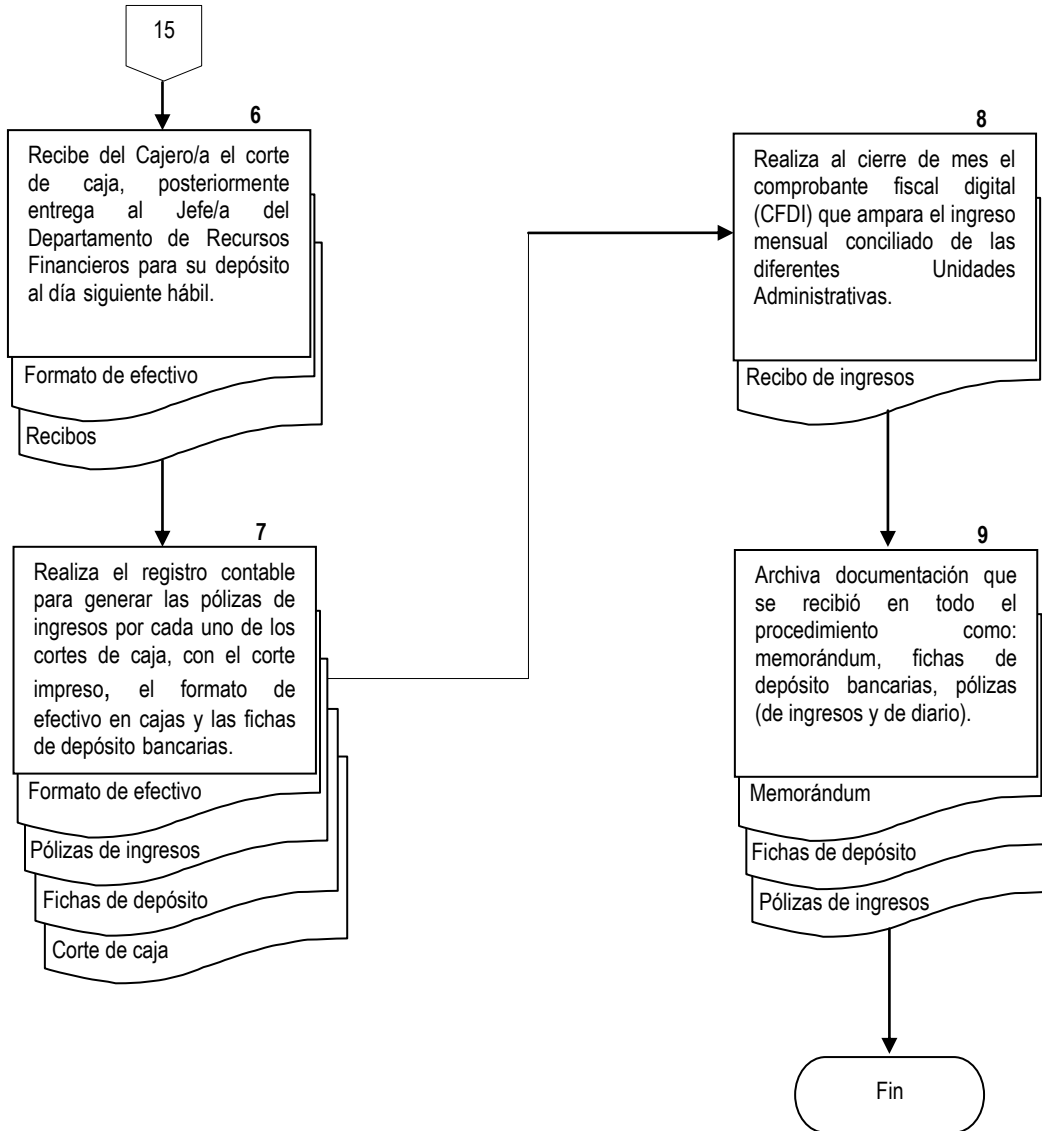 15
6
Recibe del Cajero/a el corte
de caja, posteriormente
entrega al Jefe/a del
Departamento de Recursos
Financieros para su depósito
al día siguiente hábil.
Formato de efectivo
Recibos
7
Realiza el registro contable
para generar las pólizas de
ingresos por cada uno de los
cortes de caja, con el corte
impreso, el formato de
efectivo en cajas y las fichas
de depósito bancarias.
Formato de efectivo
Pólizas de ingresos
Fichas de depósito
Corte de caja
8
Realiza al cierre de mes el
comprobante fiscal digital
(CFDI) que ampara el ingreso
mensual conciliado de las
diferentes Unidades
Administrativas.
Recibo de ingresos
9
Archiva documentación que
se recibió en todo el
procedimiento como:
memorándum, fichas de
depósito bancarias, pólizas
(de ingresos y de diario).
Memorándum
Fichas de depósito
Pólizas de ingresos
Fin